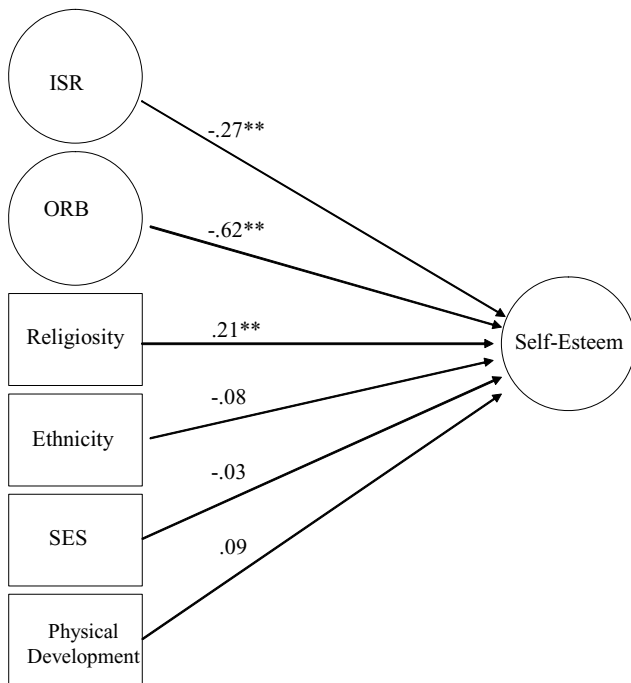 ISR
-.27**
ORB
-.62**
Religiosity
.21**
Self-Esteem
Ethnicity
-.08
SES
-.03
.09
Physical
Development